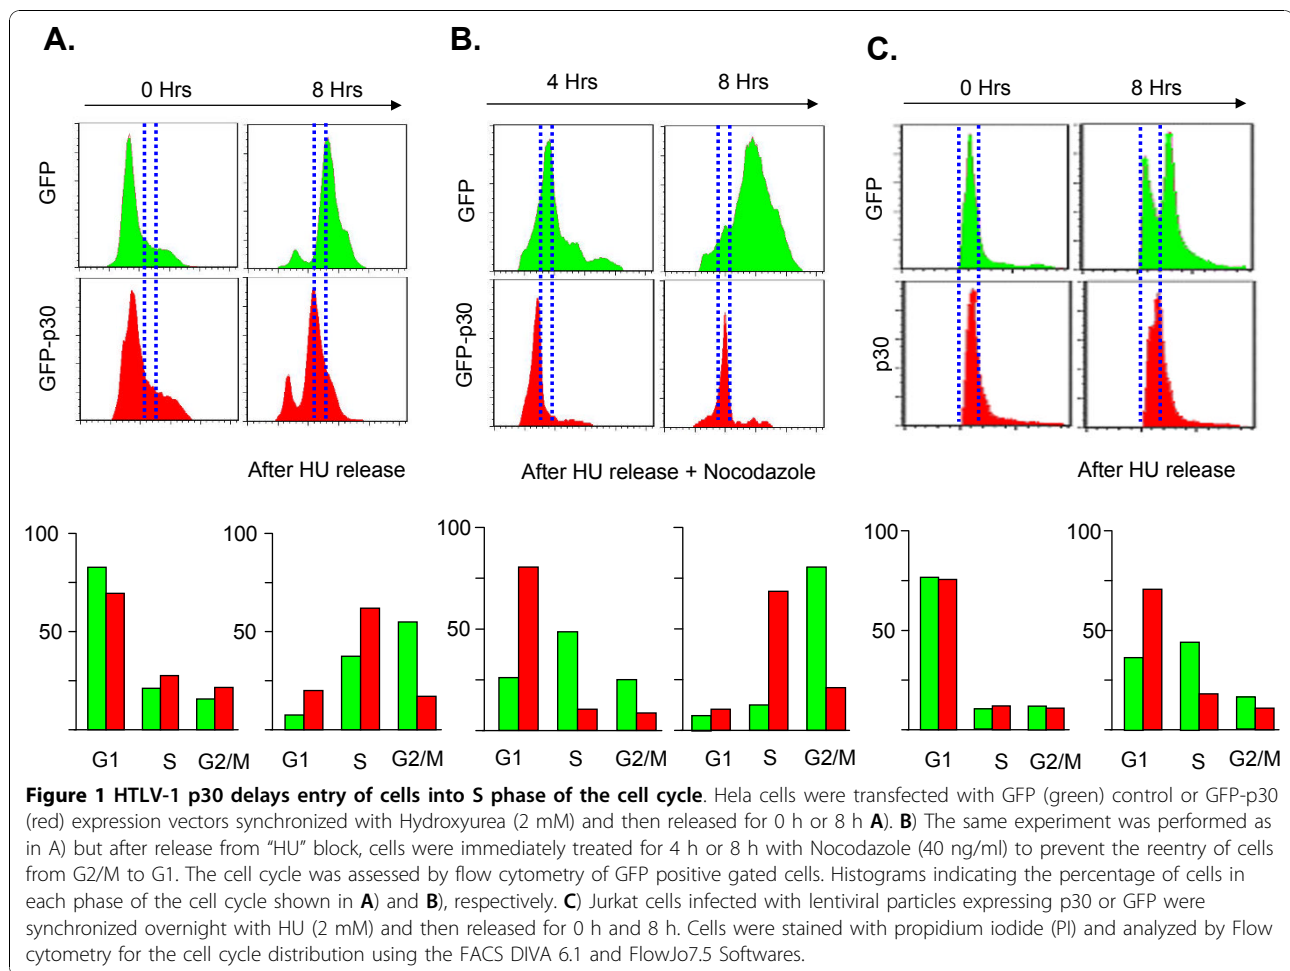 A.
B.
C.
0 Hrs
8 Hrs
4 Hrs
8 Hrs
0 Hrs
8 Hrs
GFP
GFP
GFP
GFP-p30
GFP-p30
p30
After HU release
After HU release + Nocodazole
After HU release
100
100
100
100
100
50
50
50
50
50
G1 S G2/M
G1 S G2/M
G1 S G2/M
G1 S G2/M
G1 S G2/M
G1 S G2/M
Figure 1 HTLV-1 p30 delays entry of cells into S phase of the cell cycle. Hela cells were transfected with GFP (green) control or GFP-p30
(red) expression vectors synchronized with Hydroxyurea (2 mM) and then released for 0 h or 8 h A). B) The same experiment was performed as
in A) but after release from “HU” block, cells were immediately treated for 4 h or 8 h with Nocodazole (40 ng/ml) to prevent the reentry of cells
from G2/M to G1. The cell cycle was assessed by flow cytometry of GFP positive gated cells. Histograms indicating the percentage of cells in
each phase of the cell cycle shown in A) and B), respectively. C) Jurkat cells infected with lentiviral particles expressing p30 or GFP were
synchronized overnight with HU (2 mM) and then released for 0 h and 8 h. Cells were stained with propidium iodide (PI) and analyzed by Flow
cytometry for the cell cycle distribution using the FACS DIVA 6.1 and FlowJo7.5 Softwares.